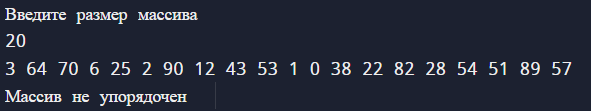 Введите размер массива
20
3 64 70 6 25 2 90 12 43 53 1 0 38 22 82 28 54 51 89 57
Массив не упорядочен